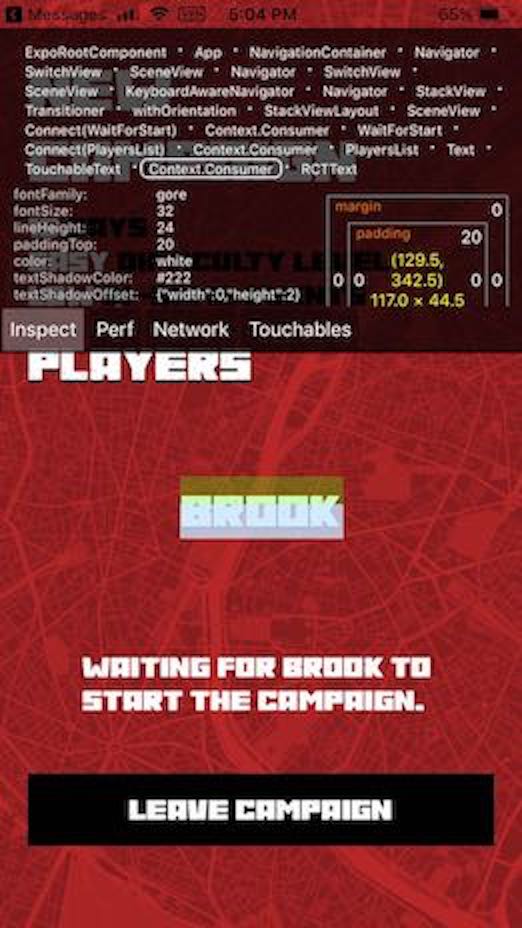 Messages 5:04 PM 65%
ExpoRootComponent App NavigationContainer Navigator
SwitchView SceneView Navigator SwitchView
SceneView KeyboardAwareNavigator Navigator StackView
Transitioner withOrientation StackViewLayout SceneView
Connect(WaitForStart) Context.Consumer WaitForStart
Connect(PlayersList) Context.Consumer PlayersList Text
TouchableText Context.Consumer RCTText
fontFamily: gore
fontSize: 32
lineHeight: 24
paddingTop: 20
color: white
textShadowColor: #222
textShadowOffset: {"width":0,"height":2}
margin 0
padding 20
0 0 (129.5, 342.5) 0 0
117.0 × 44.5
Inspect Perf Network Touchables
PLAYERS
BROOK
WAITING FOR BROOK TO
START THE CAMPAIGN.
LEAVE CAMPAIGN